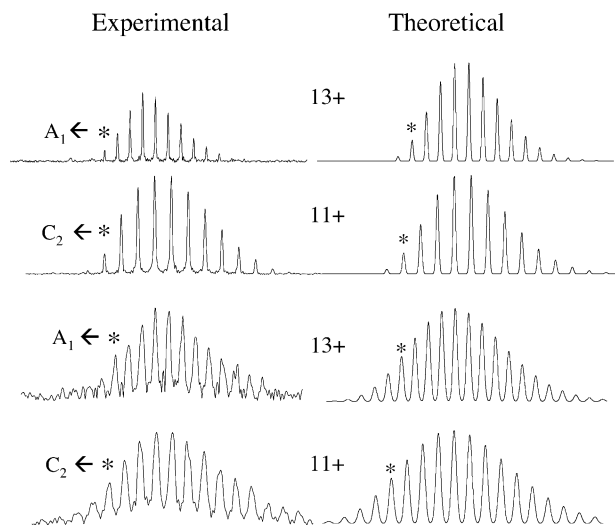 Experimental Theoretical
A₁ ← * 13+ *
C₂ ← * 11+ *
A₁ ← * 13+ *
C₂ ← * 11+ *